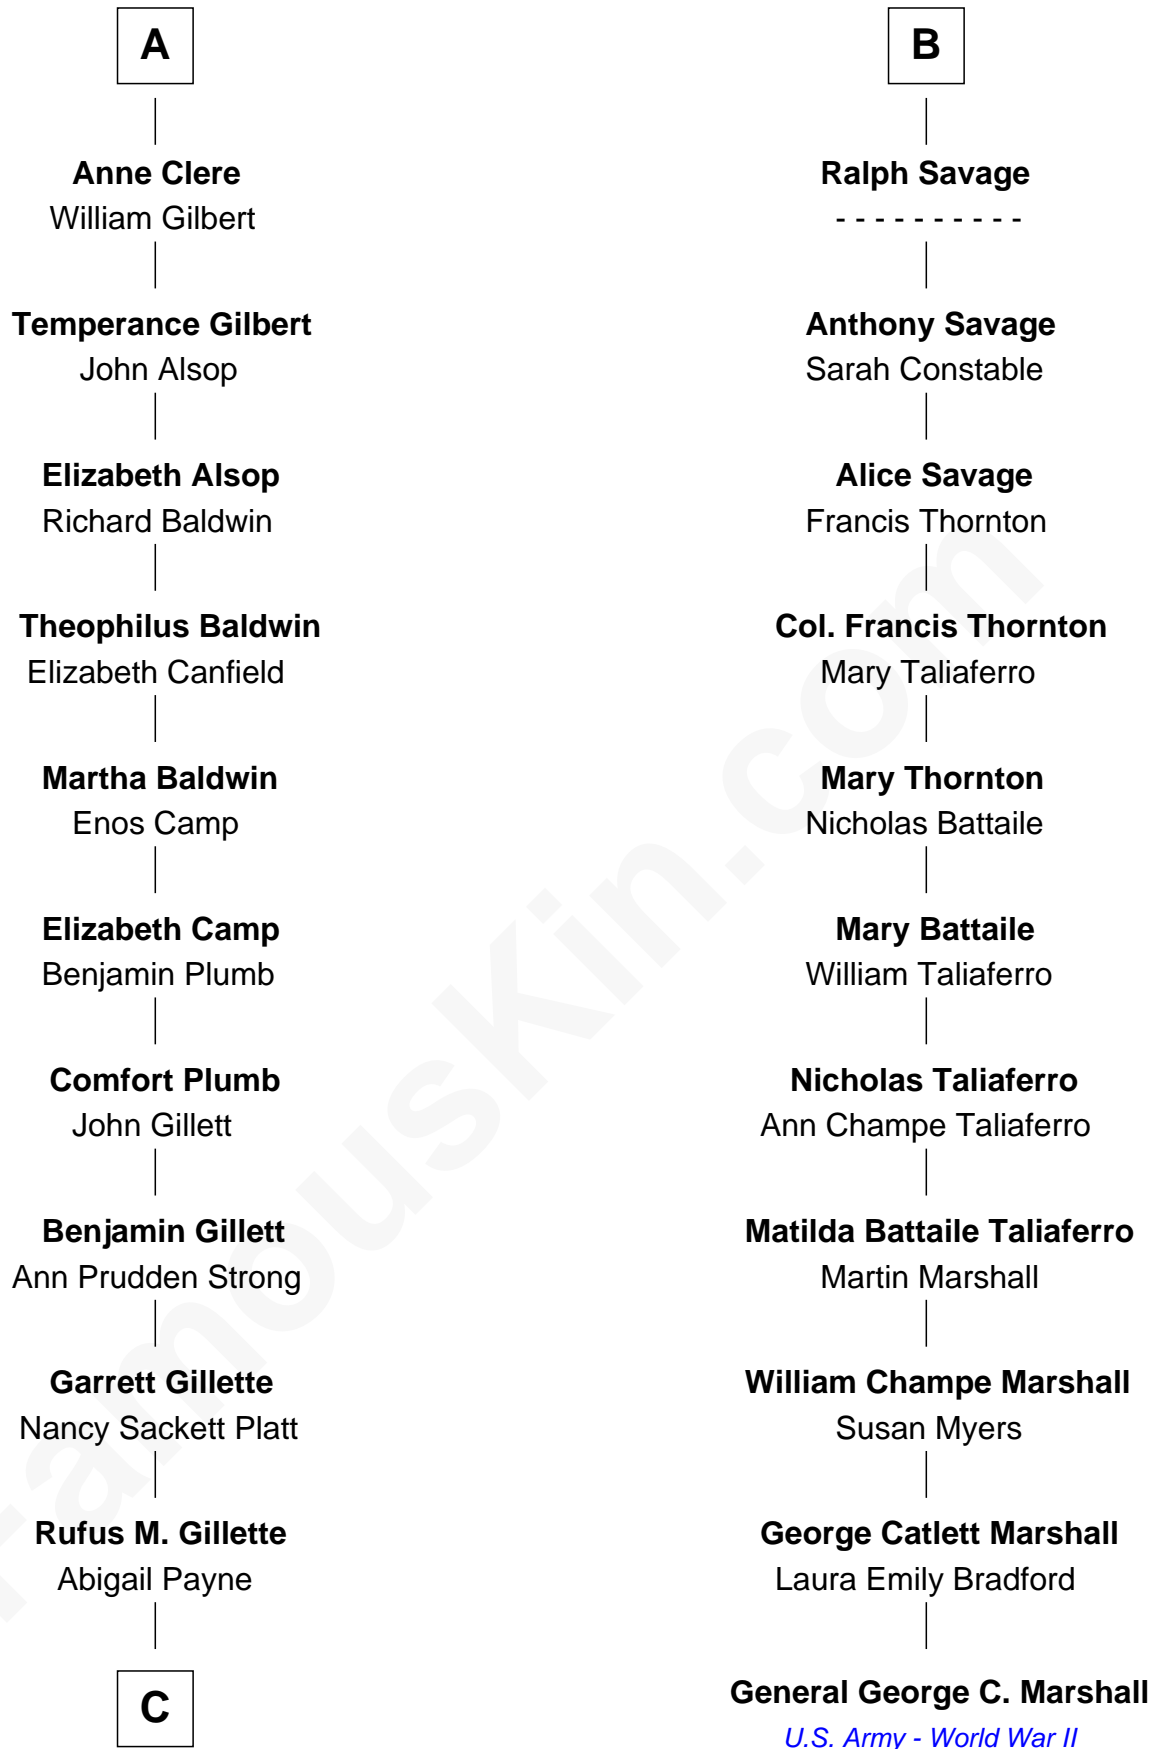 A
Anne Clere
William Gilbert
Temperance Gilbert
John Alsop
Elizabeth Alsop
Richard Baldwin
Theophilus Baldwin
Elizabeth Canfield
Martha Baldwin
Enos Camp
Elizabeth Camp
Benjamin Plumb
Comfort Plumb
John Gillett
Benjamin Gillett
Ann Prudden Strong
Garrett Gillette
Nancy Sackett Platt
Rufus M. Gillette
Abigail Payne
C
B
Ralph Savage
- - - - - - - - - -
Anthony Savage
Sarah Constable
Alice Savage
Francis Thornton
Col. Francis Thornton
Mary Taliaferro
Mary Thornton
Nicholas Battaile
Mary Battaile
William Taliaferro
Nicholas Taliaferro
Ann Champe Taliaferro
Matilda Battaile Taliaferro
Martin Marshall
William Champe Marshall
Susan Myers
George Catlett Marshall
Laura Emily Bradford
General George C. Marshall
U.S. Army - World War II
FamousKin.com